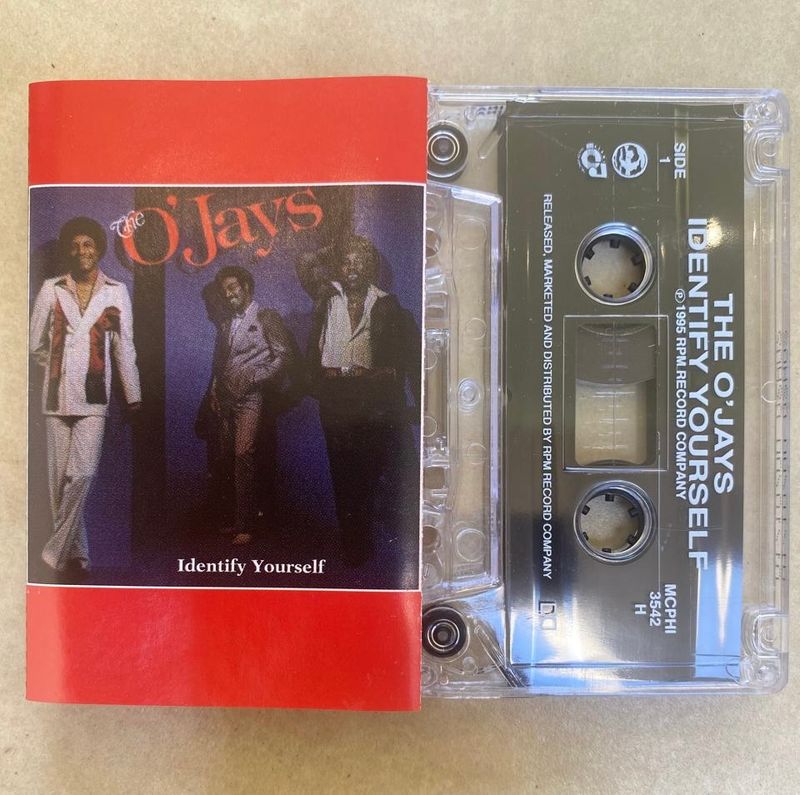 The
O'Jays
Identify Yourself
SIDE
1
THE O'JAYS
IDENTIFY YOURSELF
℗ 1995 RPM RECORD COMPANY
RELEASED, MARKETED AND DISTRIBUTED BY RPM RECORD COMPANY
MCPHI
3542
H